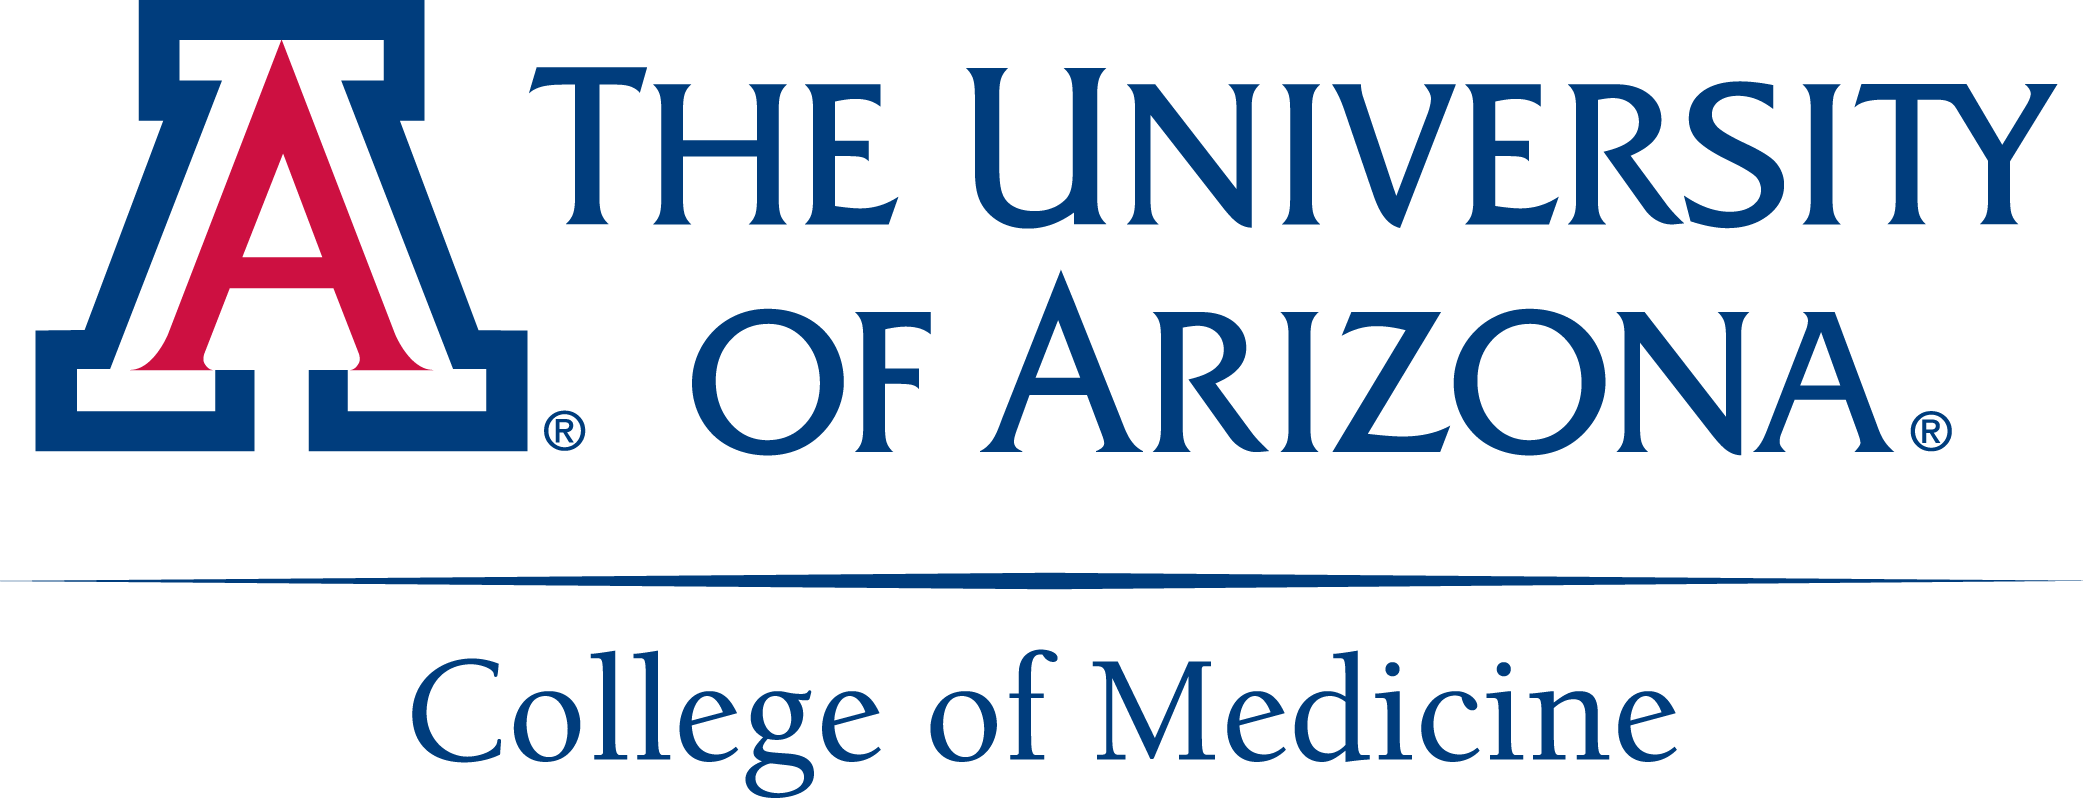 A® THE UNIVERSITY
OF ARIZONA®
College of Medicine